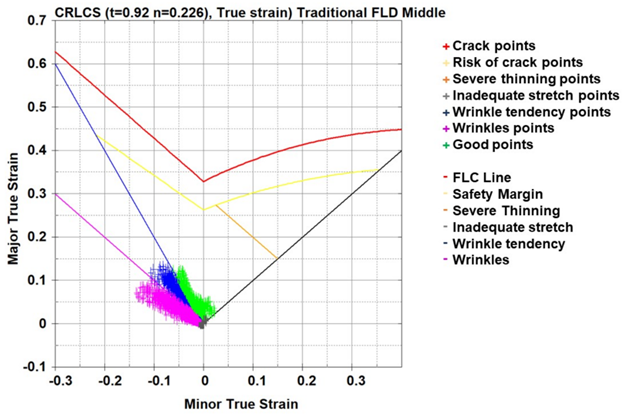 CRLCS (t=0.92 n=0.226), True strain) Traditional FLD Middle
0.7
0.6
0.5
0.4
0.3
0.2
0.1
0
-0.1
Major True Strain
-0.3
-0.2
-0.1
0
0.1
0.2
0.3
Minor True Strain
Crack points
Risk of crack points
Severe thinning points
Inadequate stretch points
Wrinkle tendency points
Wrinkles points
Good points
FLC Line
Safety Margin
Severe Thinning
Inadequate stretch
Wrinkle tendency
Wrinkles